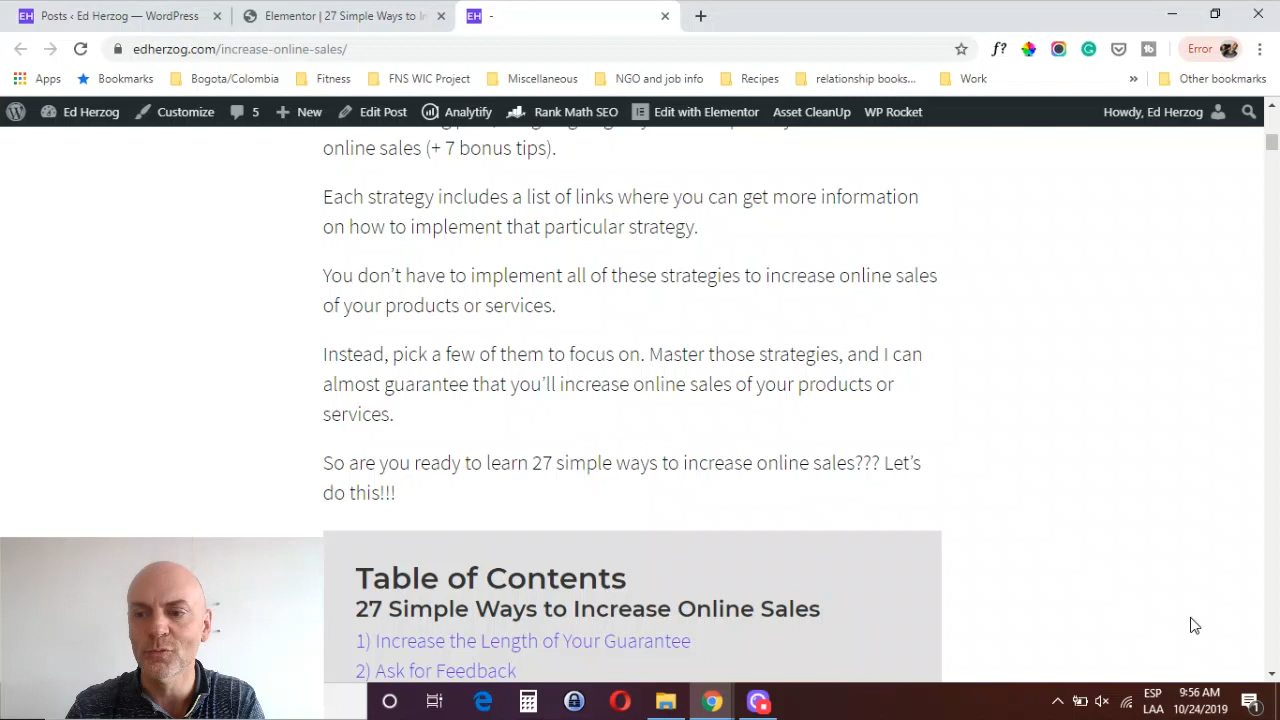 Posts ‹ Ed Herzog — WordPress
Elementor | 27 Simple Ways to In
-
edherzog.com/increase-online-sales/
f?
Error
Apps
Bookmarks
Bogota/Colombia
Fitness
FNS WIC Project
Miscellaneous
NGO and job info
Recipes
relationship books...
Work
»
Other bookmarks
Ed Herzog
Customize
5
New
Edit Post
Analytify
Rank Math SEO
Edit with Elementor
Asset CleanUp
WP Rocket
Howdy, Ed Herzog
online sales (+ 7 bonus tips).
Each strategy includes a list of links where you can get more information
on how to implement that particular strategy.
You don't have to implement all of these strategies to increase online sales
of your products or services.
Instead, pick a few of them to focus on. Master those strategies, and I can
almost guarantee that you'll increase online sales of your products or
services.
So are you ready to learn 27 simple ways to increase online sales??? Let's
do this!!!
Table of Contents
27 Simple Ways to Increase Online Sales
1) Increase the Length of Your Guarantee
2) Ask for Feedback
ESP
LAA
9:56 AM
10/24/2019
1